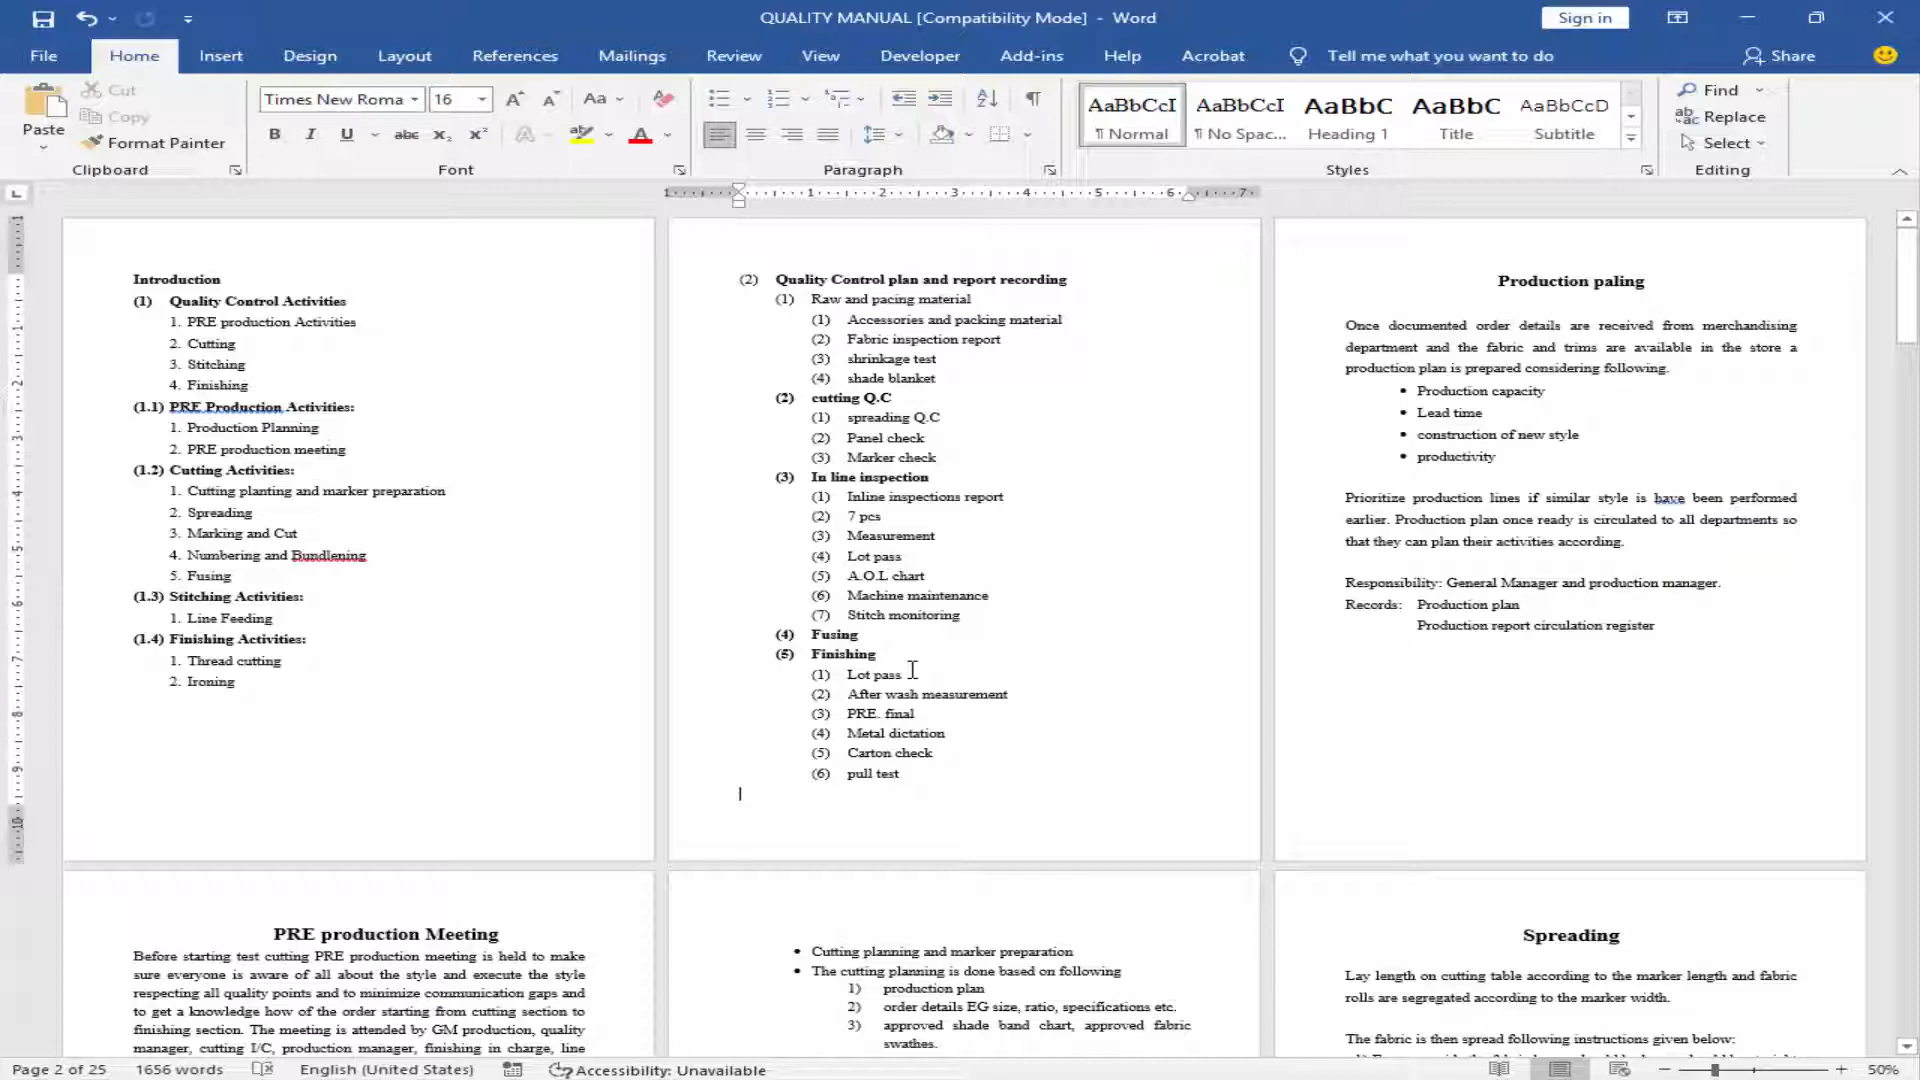 QUALITY MANUAL [Compatibility Mode] - Word
Sign in
File Home Insert Design Layout References Mailings Review View Developer Add-ins Help Acrobat Tell me what you want to do Share
Paste
Cut
Copy
Format Painter
Clipboard
Times New Roma 16
Font
Paragraph
AaBbCcI AaBbCcI AaBbC AaBbC AaBbCcD
¶ Normal ¶ No Spac... Heading 1 Title Subtitle
Styles
Find
Replace
Select
Editing
Introduction
(1) Quality Control Activities
1. PRE production Activities
2. Cutting
3. Stitching
4. Finishing
(1.1) PRE Production Activities:
1. Production Planning
2. PRE production meeting
(1.2) Cutting Activities:
1. Cutting planting and marker preparation
2. Spreading
3. Marking and Cut
4. Numbering and Bundlening
5. Fusing
(1.3) Stitching Activities:
1. Line Feeding
(1.4) Finishing Activities:
1. Thread cutting
2. Ironing
(2) Quality Control plan and report recording
(1) Raw and pacing material
(1) Accessories and packing material
(2) Fabric inspection report
(3) shrinkage test
(4) shade blanket
(2) cutting Q.C
(1) spreading Q.C
(2) Panel check
(3) Marker check
(3) In line inspection
(1) Inline inspections report
(2) 7 pcs
(3) Measurement
(4) Lot pass
(5) A.O.L chart
(6) Machine maintenance
(7) Stitch monitoring
(4) Fusing
(5) Finishing
(1) Lot pass
(2) After wash measurement
(3) PRE. final
(4) Metal dictation
(5) Carton check
(6) pull test
Production paling
Once documented order details are received from merchandising
department and the fabric and trims are available in the store a
production plan is prepared considering following.
• Production capacity
• Lead time
• construction of new style
• productivity
Prioritize production lines if similar style is have been performed
earlier. Production plan once ready is circulated to all departments so
that they can plan their activities according.
Responsibility: General Manager and production manager.
Records: Production plan
Production report circulation register
PRE production Meeting
Before starting test cutting PRE production meeting is held to make
sure everyone is aware of all about the style and execute the style
respecting all quality points and to minimize communication gaps and
to get a knowledge how of the order starting from cutting section to
finishing section. The meeting is attended by GM production, quality
manager, cutting I/C, production manager, finishing in charge, line
• Cutting planning and marker preparation
• The cutting planning is done based on following
1) production plan
2) order details EG size, ratio, specifications etc.
3) approved shade band chart, approved fabric
swathes.
Spreading
Lay length on cutting table according to the marker length and fabric
rolls are segregated according to the marker width.
The fabric is then spread following instructions given below:
Page 2 of 25 1656 words English (United States) Accessibility: Unavailable 50%